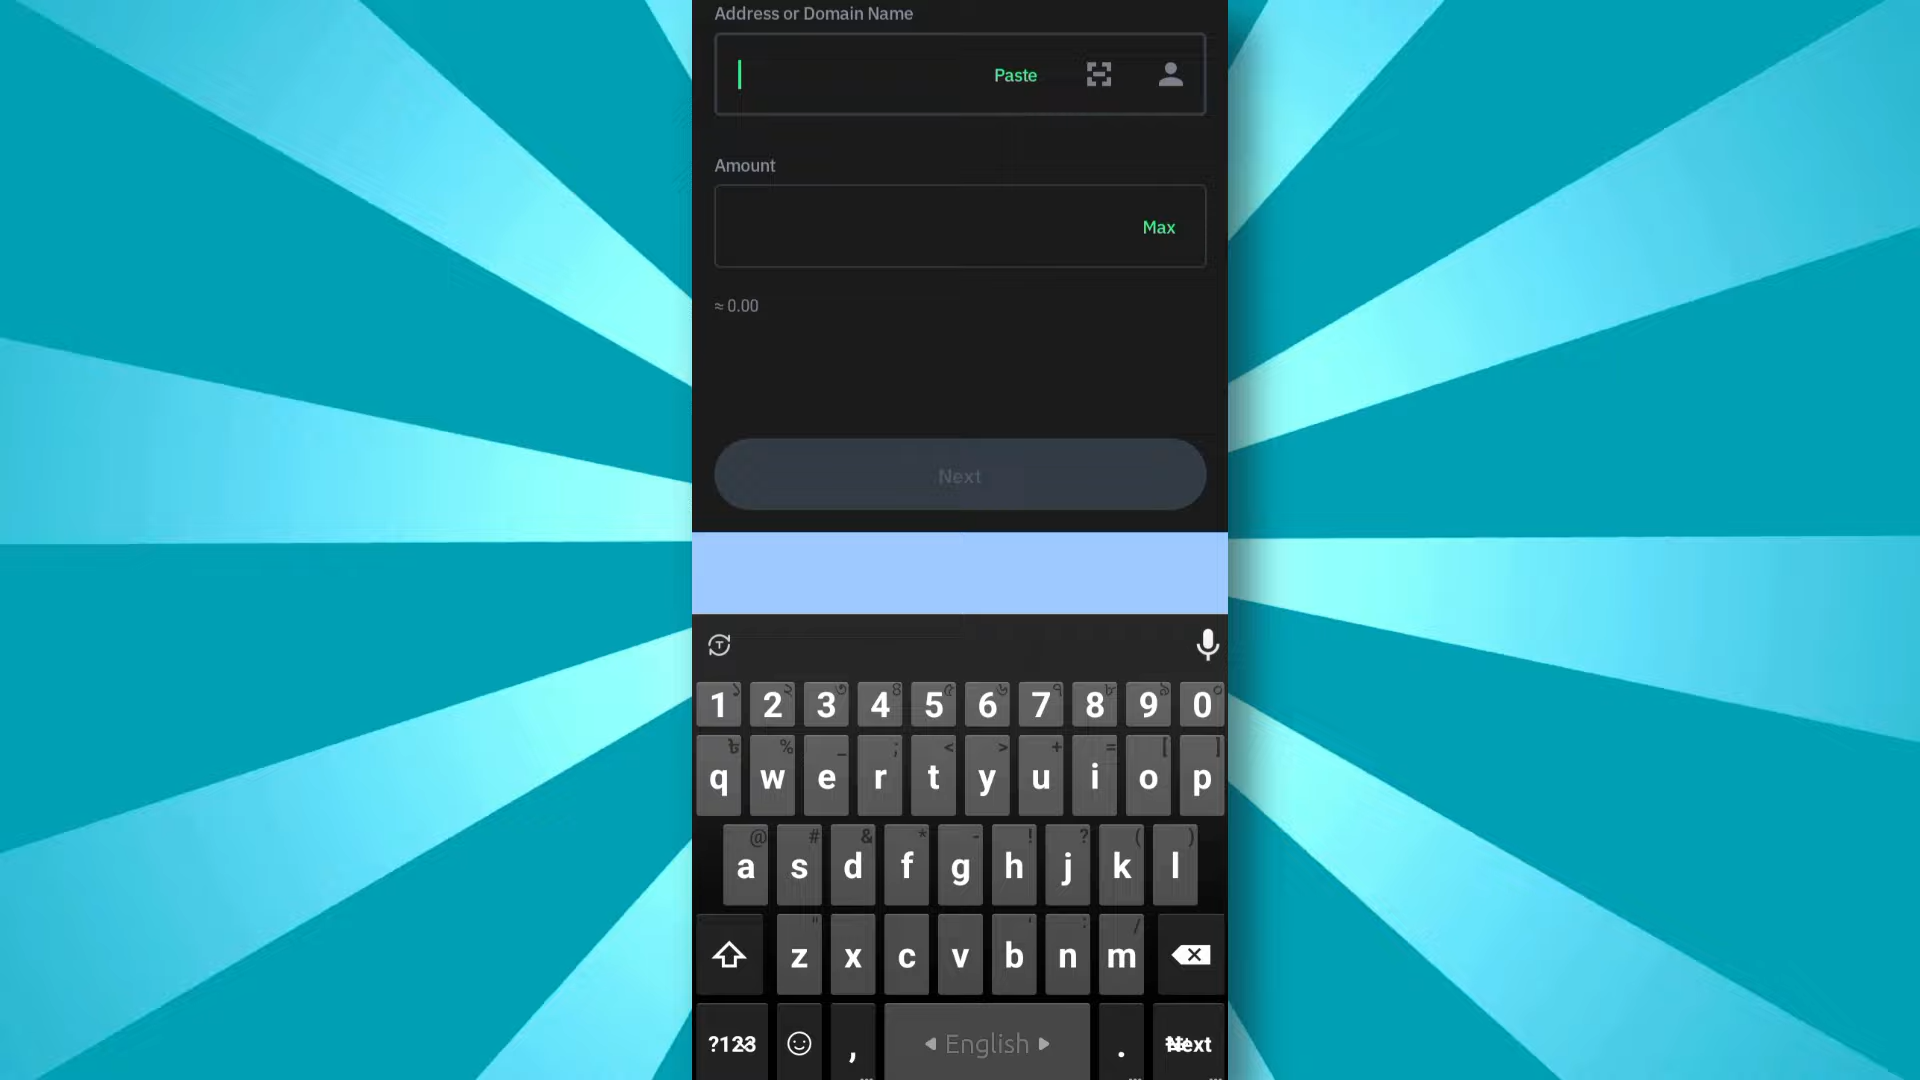 Address or Domain Name
Paste
Amount
Max
≈ 0.00
Next
1 2 3 4 5 6 7 8 9 0
% _ ; < > + = [ ]
q w e r t y u i o p
@ # & * - ! ? ( )
a s d f g h j k l
" ' : /
z x c v b n m
?123 , English . Next